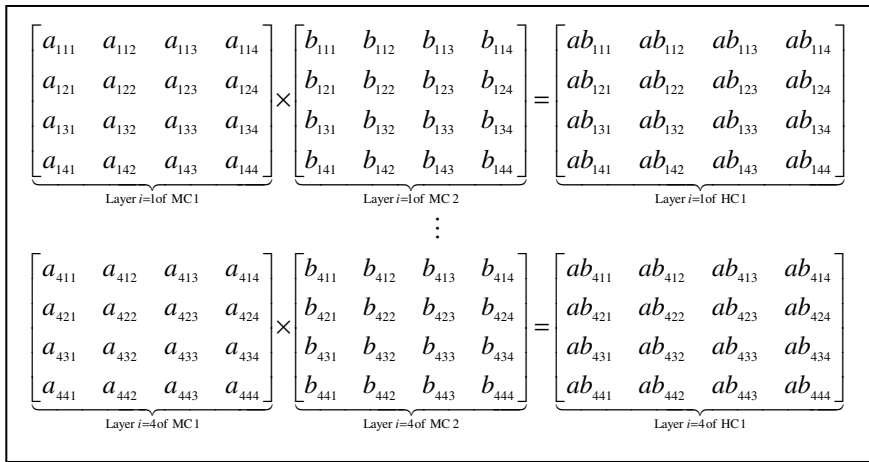 a₁₁₁ a₁₁₂ a₁₁₃ a₁₁₄ b₁₁₁ b₁₁₂ b₁₁₃ b₁₁₄ ab₁₁₁ ab₁₁₂ ab₁₁₃ ab₁₁₄
a₁₂₁ a₁₂₂ a₁₂₃ a₁₂₄ × b₁₂₁ b₁₂₂ b₁₂₃ b₁₂₄ = ab₁₂₁ ab₁₂₂ ab₁₂₃ ab₁₂₄
a₁₃₁ a₁₃₂ a₁₃₃ a₁₃₄ b₁₃₁ b₁₃₂ b₁₃₃ b₁₃₄ ab₁₃₁ ab₁₃₂ ab₁₃₃ ab₁₃₄
a₁₄₁ a₁₄₂ a₁₄₃ a₁₄₄ b₁₄₁ b₁₄₂ b₁₄₃ b₁₄₄ ab₁₄₁ ab₁₄₂ ab₁₄₃ ab₁₄₄
Layer i=1of MC1 Layer i=1of MC2 Layer i=1of HC1
⋮
a₄₁₁ a₄₁₂ a₄₁₃ a₄₁₄ b₄₁₁ b₄₁₂ b₄₁₃ b₄₁₄ ab₄₁₁ ab₄₁₂ ab₄₁₃ ab₄₁₄
a₄₂₁ a₄₂₂ a₄₂₃ a₄₂₄ × b₄₂₁ b₄₂₂ b₄₂₃ b₄₂₄ = ab₄₂₁ ab₄₂₂ ab₄₂₃ ab₄₂₄
a₄₃₁ a₄₃₂ a₄₃₃ a₄₃₄ b₄₃₁ b₄₃₂ b₄₃₃ b₄₃₄ ab₄₃₁ ab₄₃₂ ab₄₃₃ ab₄₃₄
a₄₄₁ a₄₄₂ a₄₄₃ a₄₄₄ b₄₄₁ b₄₄₂ b₄₄₃ b₄₄₄ ab₄₄₁ ab₄₄₂ ab₄₄₃ ab₄₄₄
Layer i=4of MC1 Layer i=4of MC2 Layer i=4of HC1